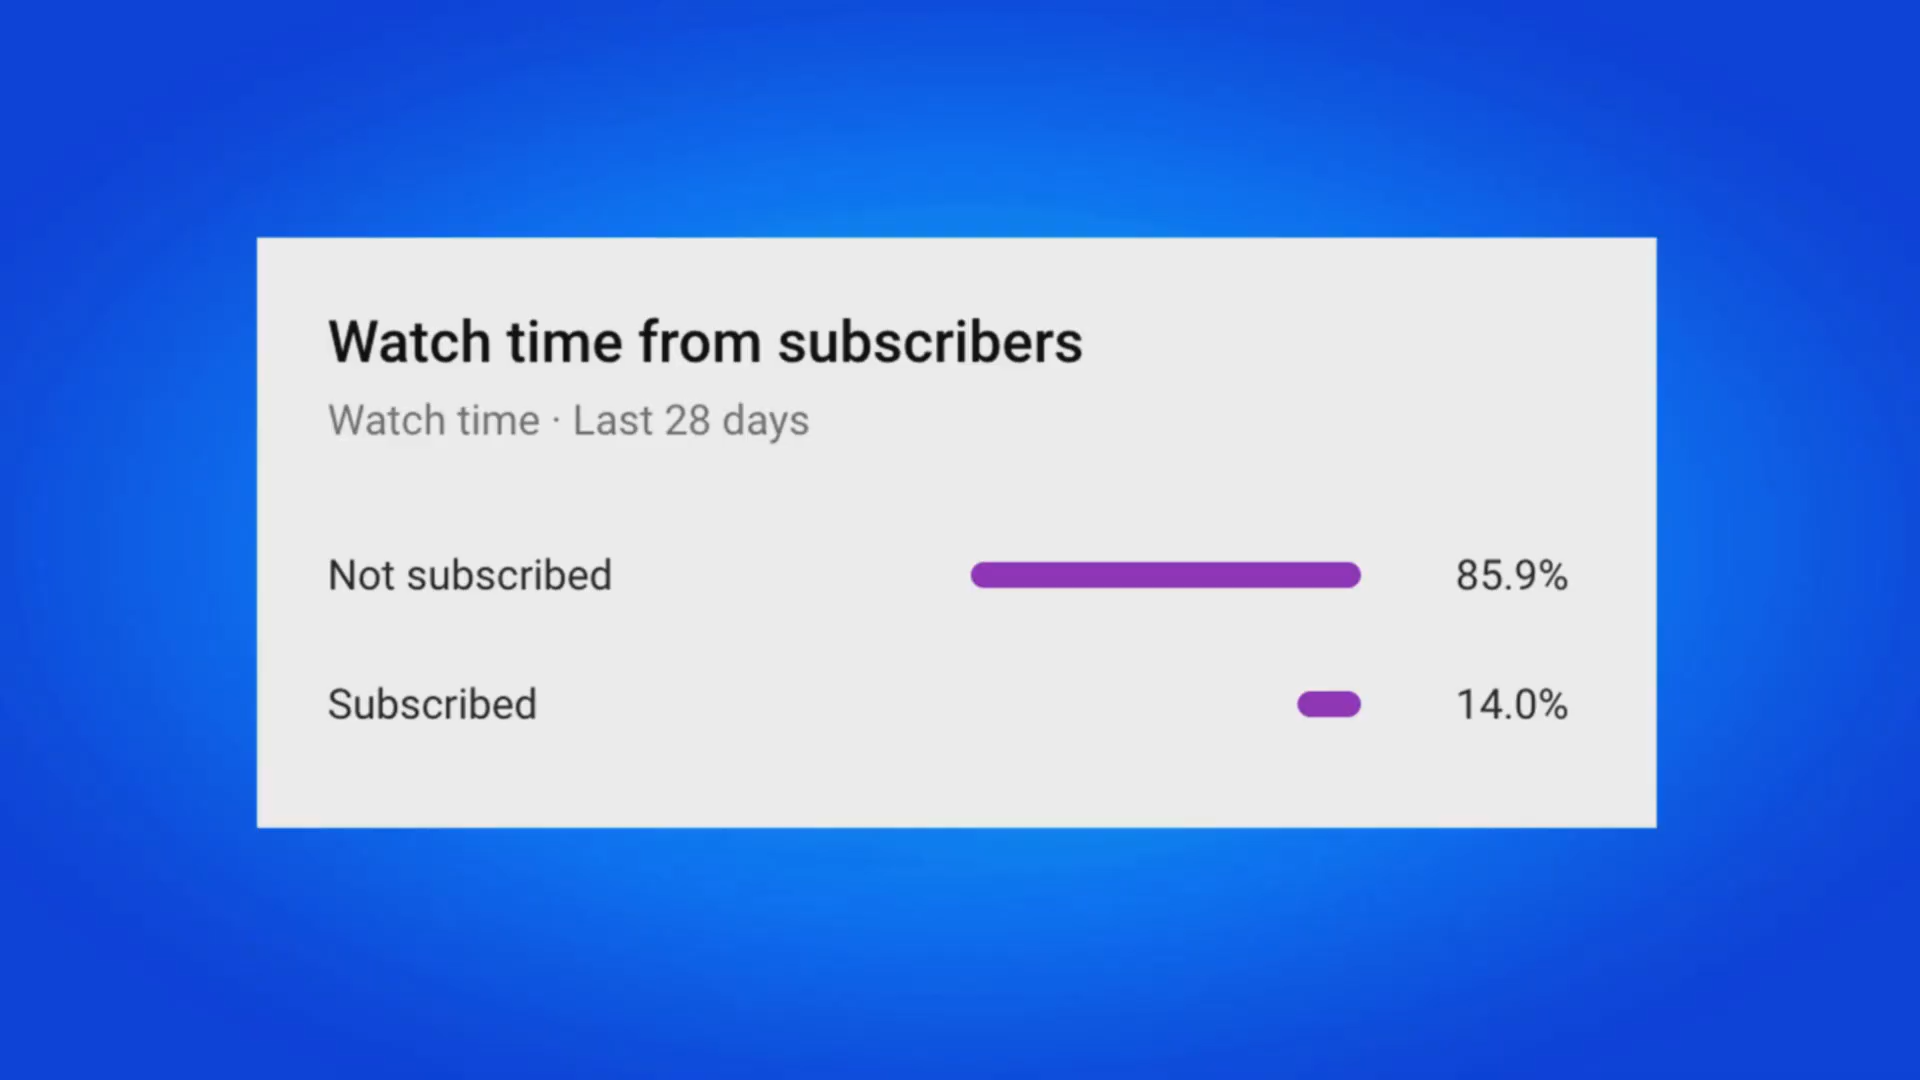 Watch time from subscribers
Watch time · Last 28 days
Not subscribed 85.9%
Subscribed 14.0%